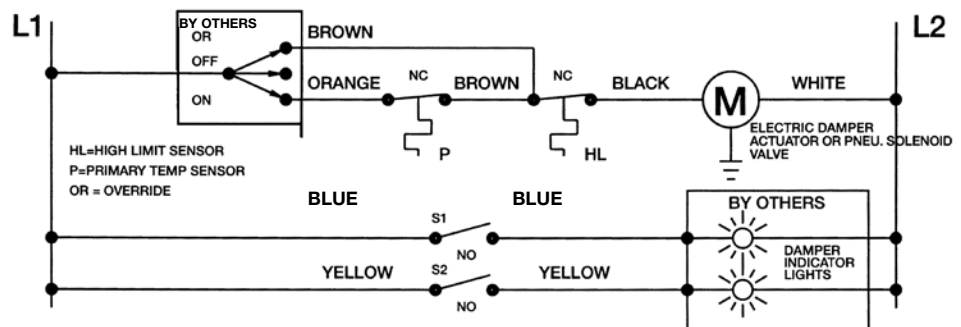 L1
BY OTHERS
OR
OFF
ON
BROWN
ORANGE
NC
BROWN
NC
BLACK
M
WHITE
L2
P
HL
ELECTRIC DAMPER
ACTUATOR OR PNEU. SOLENOID
VALVE
HL=HIGH LIMIT SENSOR
P=PRIMARY TEMP SENSOR
OR = OVERRIDE
BLUE
S1
NO
BLUE
BY OTHERS
DAMPER
INDICATOR
LIGHTS
YELLOW
S2
NO
YELLOW